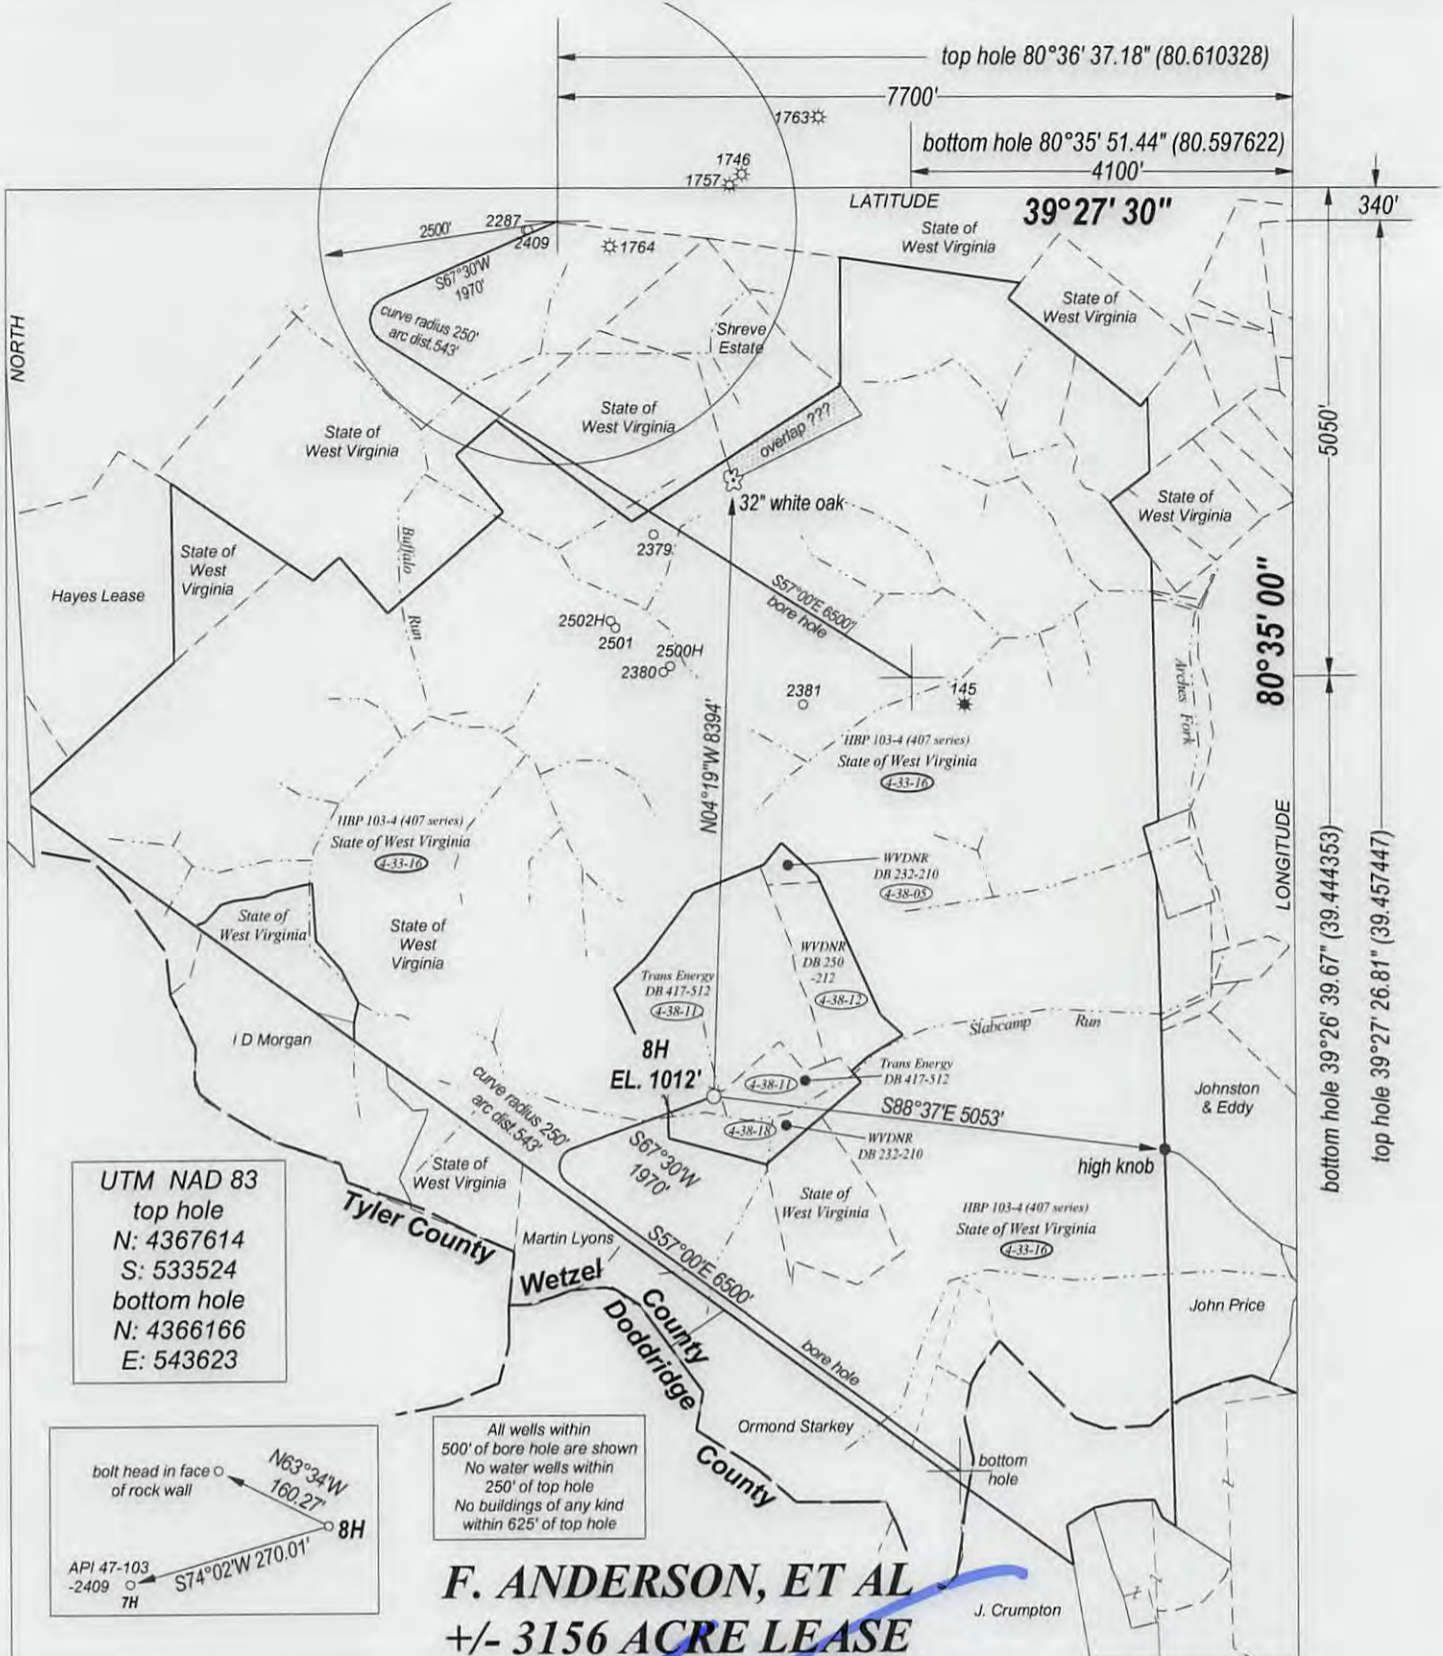 top hole 80°36' 37.18" (80.610328)
7700'
1763
bottom hole 80°35' 51.44" (80.597622)
4100'
1746
1757
LATITUDE
39°27' 30"
340'
2287
2500'
2409
1764
State of
West Virginia
S67°30'W
1970'
curve radius 250'
arc dist.543'
NORTH
State of
West Virginia
Shreve
Estate
State of
West Virginia
State of
West Virginia
overlap ???
5050'
32" white oak
State of
West Virginia
2379
Buffalo
Run
State of
West
Virginia
Hayes Lease
S57°00'E 6500'
bore hole
80°35' 00"
2502H
2501
2500H
2380
2381
145
Arches Fork
N04°19"W 8394'
HBP 103-4 (407 series)
State of West Virginia
4-33-16
HBP 103-4 (407 series)
State of West Virginia
4-33-16
LONGITUDE
bottom hole 39°26' 39.67" (39.444353)
top hole 39°27' 26.81" (39.457447)
WVDNR
DB 232-210
4-38-05
State of
West Virginia
State of
West
Virginia
WVDNR
DB 250
-212
4-38-12
Trans Energy
DB 417-512
4-38-11
Slabcamp Run
I D Morgan
8H
EL. 1012'
4-38-11
Trans Energy
DB 417-512
Johnston
& Eddy
curve radius 250'
arc dist.543'
S88°37'E 5053'
4-38-18
WVDNR
DB 232-210
S67°30'W
1970'
high knob
State of
West Virginia
State of
West Virginia
UTM NAD 83
top hole
N: 4367614
S: 533524
bottom hole
N: 4366166
E: 543623
Tyler County
Martin Lyons
HBP 103-4 (407 series)
State of West Virginia
4-33-16
S57°00'E 6500'
Wetzel
County
Doddridge
County
John Price
bore hole
Ormond Starkey
bottom
hole
All wells within
500' of bore hole are shown
No water wells within
250' of top hole
No buildings of any kind
within 625' of top hole
bolt head in face
of rock wall
N63°34'W
160.27'
8H
API 47-103
-2409
7H
S74°02'W 270.01'
F. ANDERSON, ET AL
+/- 3156 ACRE LEASE
J. Crumpton